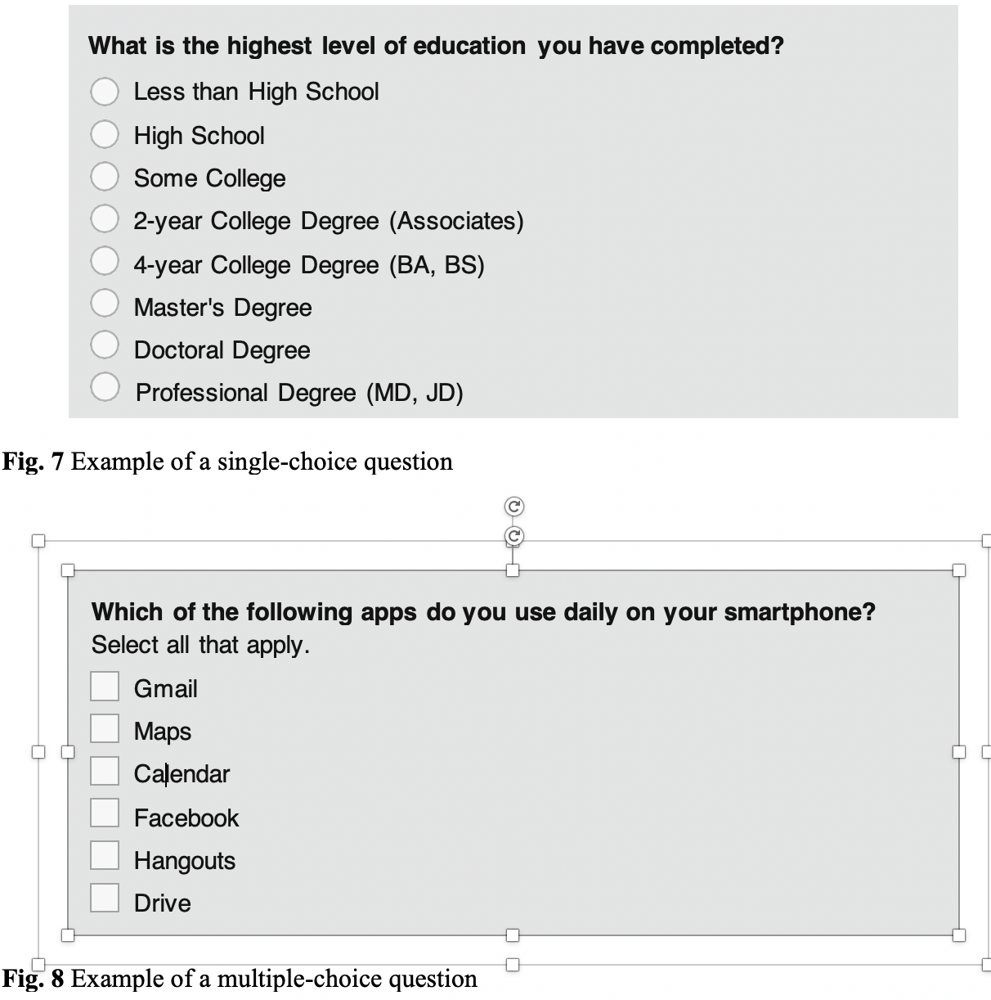 What is the highest level of education you have completed?
Less than High School
High School
Some College
2-year College Degree (Associates)
4-year College Degree (BA, BS)
Master's Degree
Doctoral Degree
Professional Degree (MD, JD)
Fig. 7 Example of a single-choice question
Which of the following apps do you use daily on your smartphone?
Select all that apply.
Gmail
Maps
Calendar
Facebook
Hangouts
Drive
Fig. 8 Example of a multiple-choice question